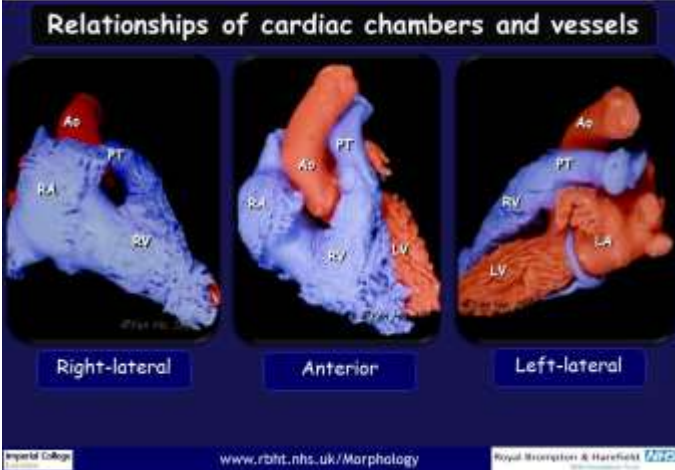 Relationships of cardiac chambers and vessels
Ao
PT
RA
RV
Ao
PT
RA
RV
LV
Ao
PT
RV
LA
LV
Right-lateral
Anterior
Left-lateral
Imperial College
www.rbht.nhs.uk/Morphology
Royal Brompton & Harefield NHS